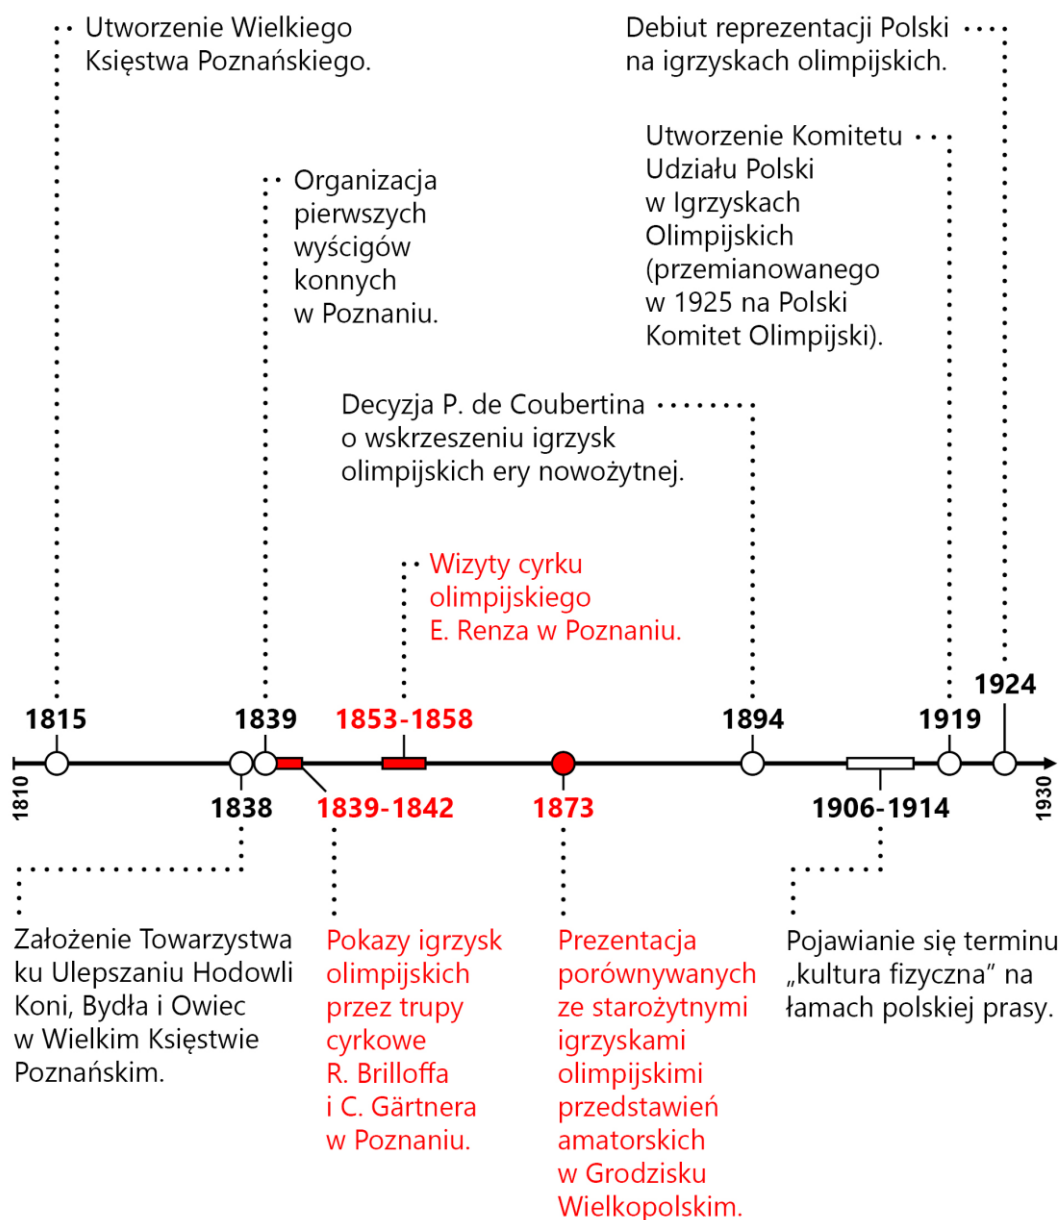 Utworzenie Wielkiego
Księstwa Poznańskiego.
Debiut reprezentacji Polski
na igrzyskach olimpijskich.
Utworzenie Komitetu
Udziału Polski
w Igrzyskach
Olimpijskich
(przemianowanego
w 1925 na Polski
Komitet Olimpijski).
Organizacja
pierwszych
wyścigów
konnych
w Poznaniu.
Decyzja P. de Coubertina
o wskrzeszeniu igrzysk
olimpijskich ery nowożytnej.
Wizyty cyrku
olimpijskiego
E. Renza w Poznaniu.
1815
1839
1853-1858
1894
1919
1924
1810
1930
1838
1839-1842
1873
1906-1914
Założenie Towarzystwa
ku Ulepszaniu Hodowli
Koni, Bydła i Owiec
w Wielkim Księstwie
Poznańskim.
Pokazy igrzysk
olimpijskich
przez trupy
cyrkowe
R. Brilloffa
i C. Gärtnera
w Poznaniu.
Prezentacja
porównywanych
ze starożytnymi
igrzyskami
olimpijskimi
przedstawień
amatorskich
w Grodzisku
Wielkopolskim.
Pojawianie się terminu
„kultura fizyczna” na
łamach polskiej prasy.